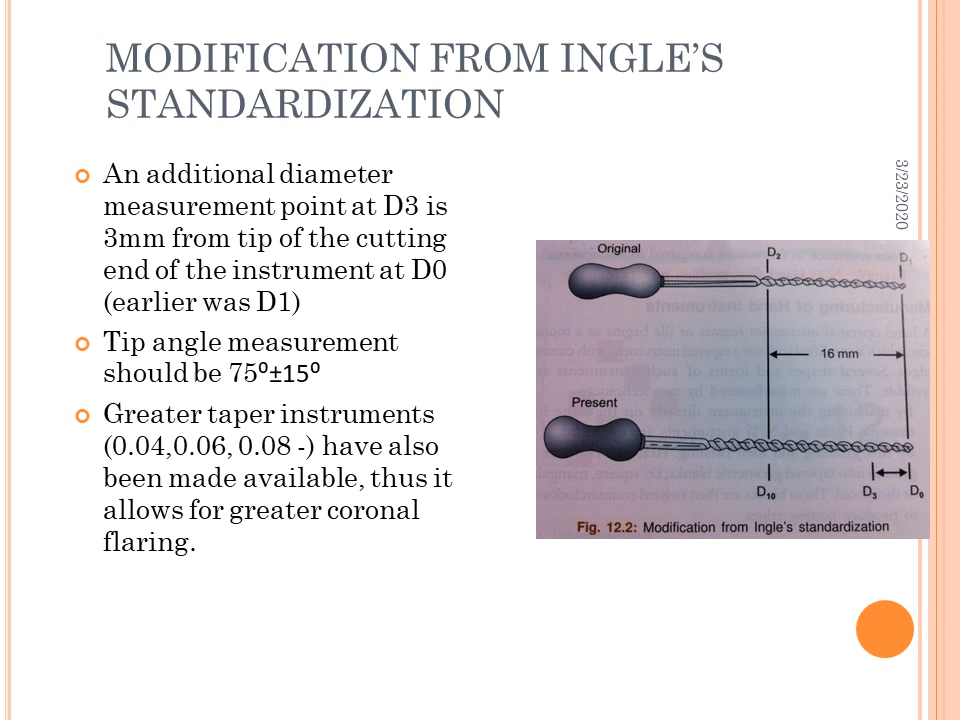 MODIFICATION FROM INGLE’S
STANDARDIZATION
An additional diameter
measurement point at D3 is
3mm from tip of the cutting
end of the instrument at D0
(earlier was D1)
Tip angle measurement
should be 75⁰±15⁰
Greater taper instruments
(0.04,0.06, 0.08 -) have also
been made available, thus it
allows for greater coronal
flaring.
3/23/2020
Original
D₂
D₁
16 mm
Present
D₁₀
D₃
D₀
Fig. 12.2: Modification from Ingle's standardization